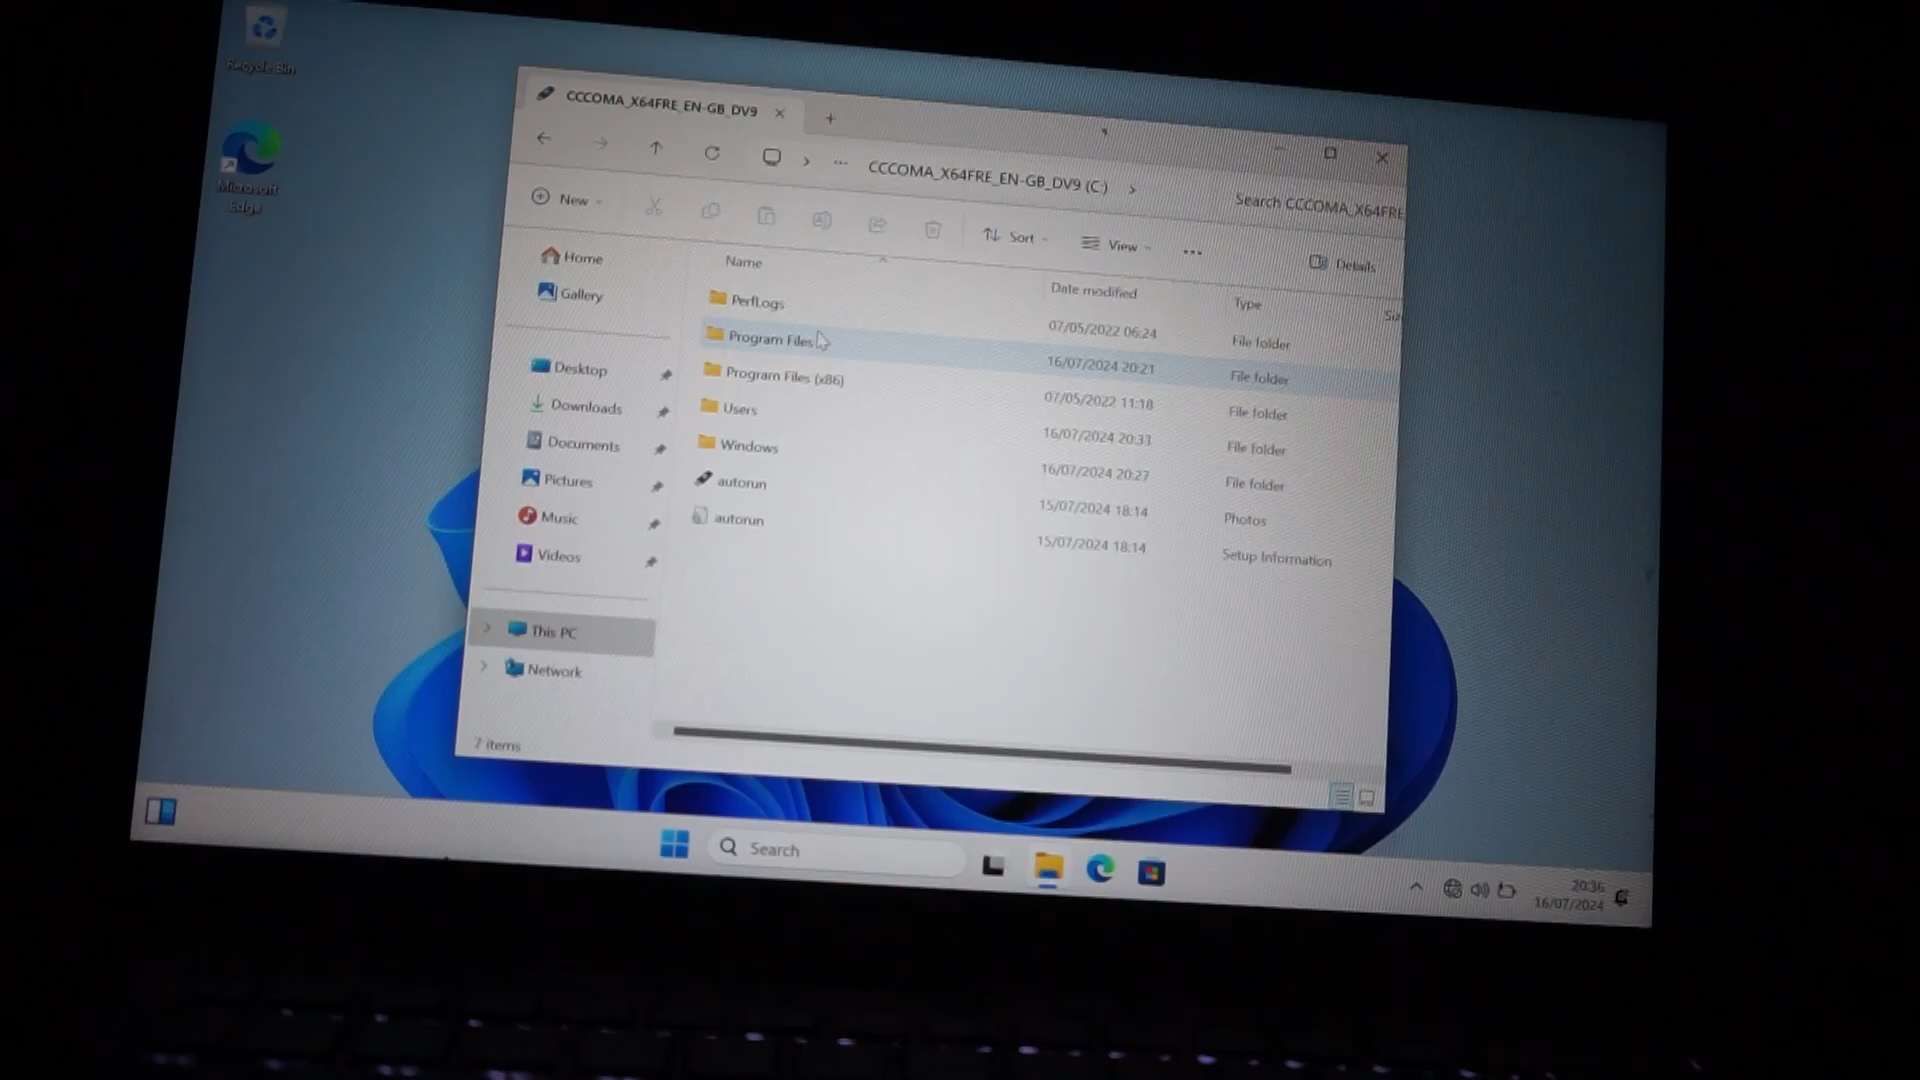 Recycle Bin
Microsoft
Edge
CCCOMA_X64FRE_EN-GB_DV9
CCCOMA_X64FRE_EN-GB_DV9 (C:)
Search CCCOMA_X64FRE
New
Sort
View
Details
Home
Gallery
Desktop
Downloads
Documents
Pictures
Music
Videos
This PC
Network
Name Date modified Type
PerfLogs 07/05/2022 06:24 File folder
Program Files 16/07/2024 20:21 File folder
Program Files (x86) 07/05/2022 11:18 File folder
Users 16/07/2024 20:33 File folder
Windows 16/07/2024 20:27 File folder
autorun 15/07/2024 18:14 Photos
autorun 15/07/2024 18:14 Setup Information
7 items
Search
20:36
16/07/2024